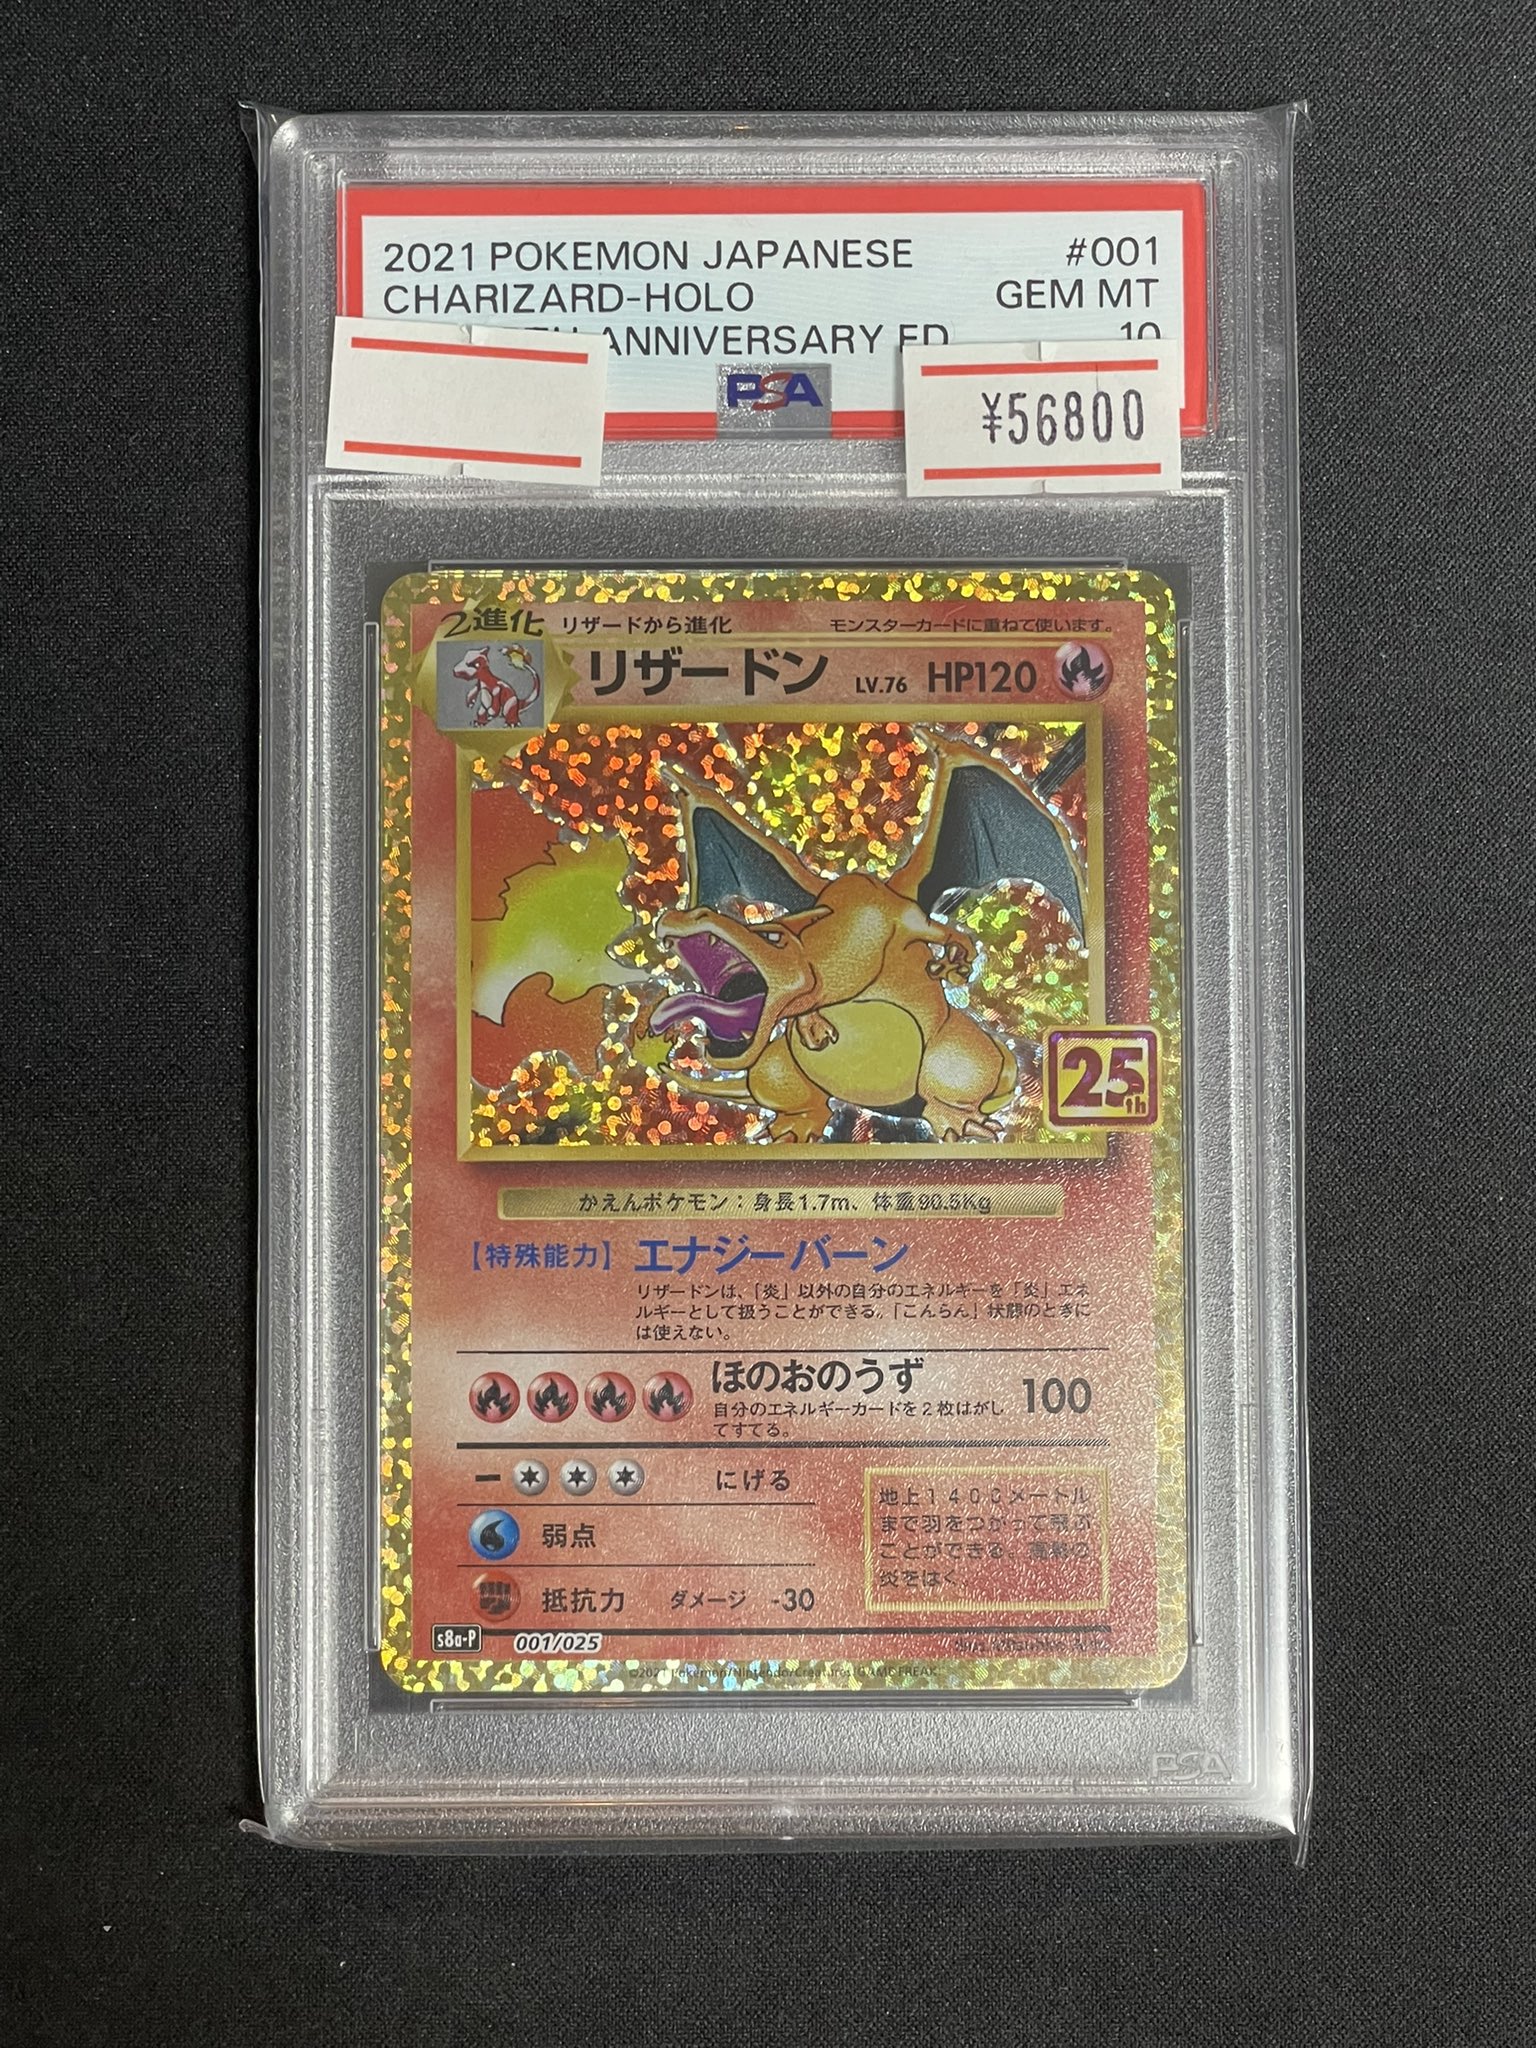 2021 POKEMON JAPANESE #001
CHARIZARD-HOLO GEM MT
ANNIVERSARY ED 10
PSA
¥56800
2進化 リザードから進化 モンスターカードに重ねて使います。
リザードン LV.76 HP120
25th
かえんポケモン：身長1.7m、体重90.5Kg
【特殊能力】 エナジーバーン
リザードンは、「炎」以外の自分のエネルギーを「炎」エネ
ルギーとして扱うことができる。「こんらん」状態のときに
は使えない。
ほのおのうず 100
自分のエネルギーカードを2枚はがし
てすてる。
にげる
弱点
抵抗力 ダメージ -30
地上1400メートル
まで羽をつかって飛ぶ
ことができる。高熱の
炎をはく。
s8a-P 001/025
©2021 Pokémon/Nintendo/Creatures/GAME FREAK.
PSA